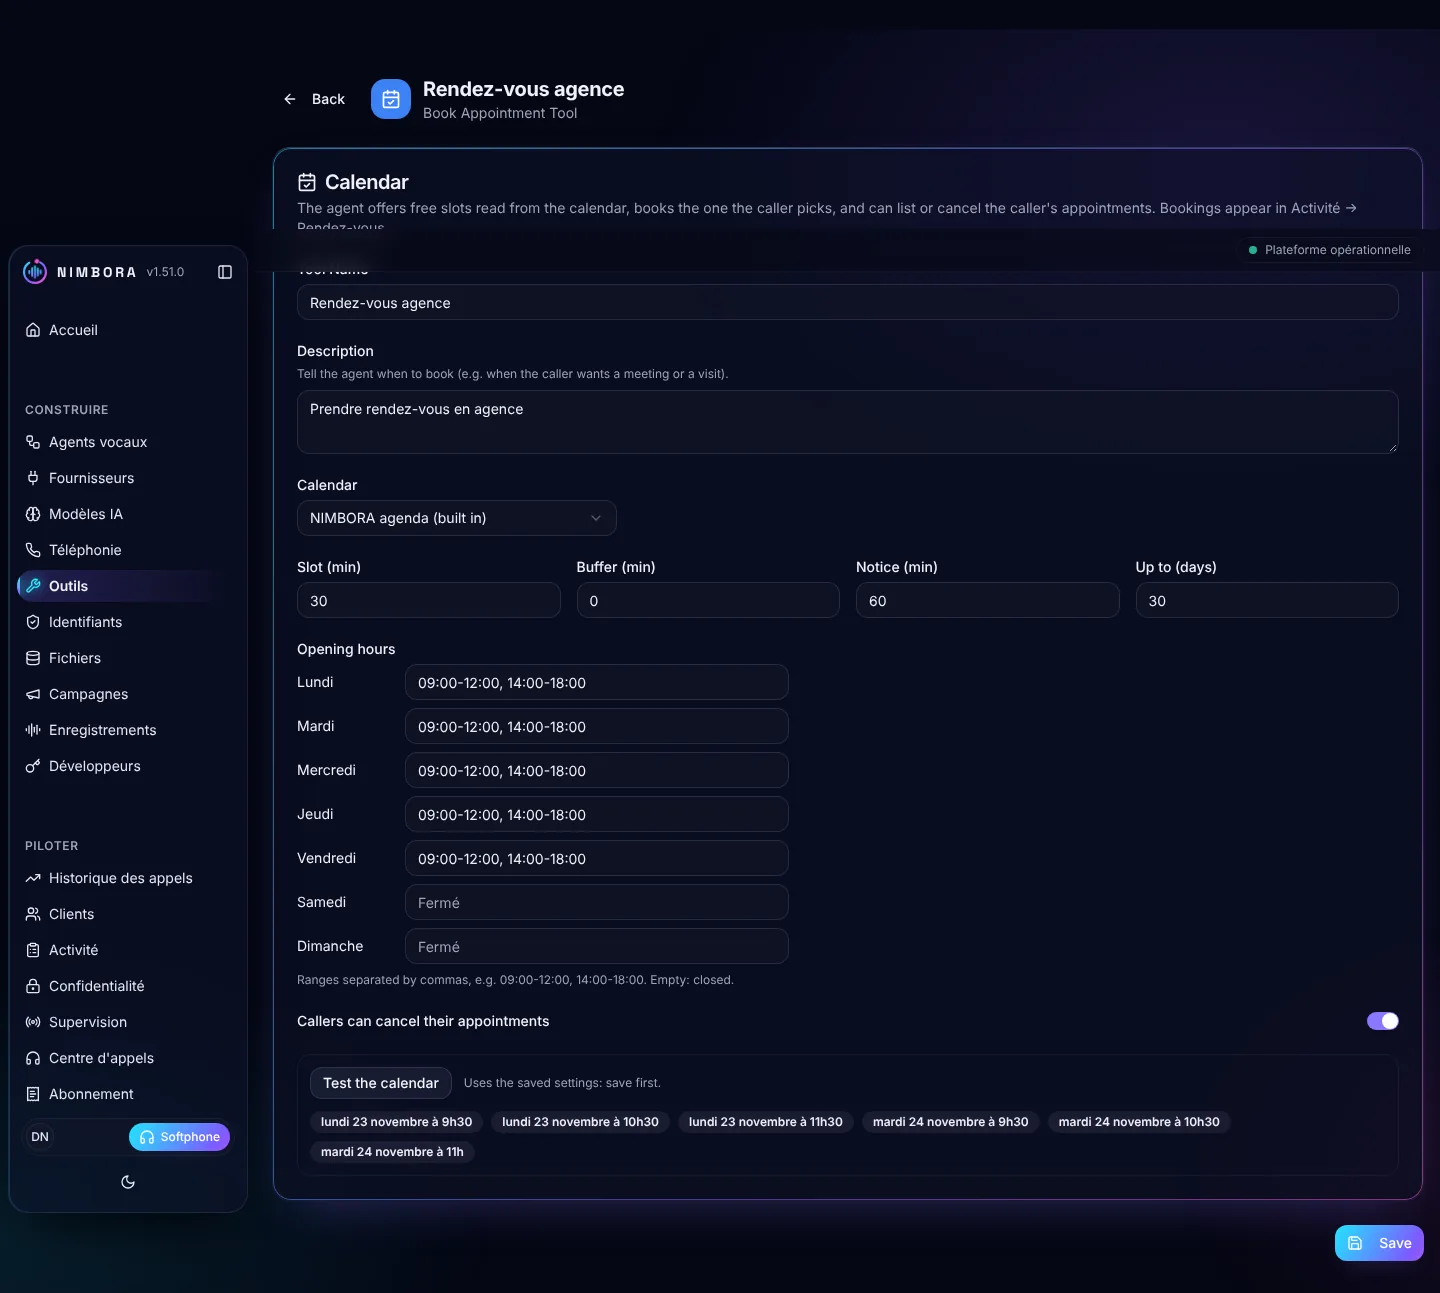 Back
Rendez-vous agence
Book Appointment Tool
Calendar
The agent offers free slots read from the calendar, books the one the caller picks, and can list or cancel the caller's appointments. Bookings appear in Activité →
Rendez-vous
Plateforme opérationnelle
NIMBORA v1.51.0
Accueil
CONSTRUIRE
Agents vocaux
Fournisseurs
Modèles IA
Téléphonie
Outils
Identifiants
Fichiers
Campagnes
Enregistrements
Développeurs
PILOTER
Historique des appels
Clients
Activité
Confidentialité
Supervision
Centre d'appels
Abonnement
DN
Softphone
Tool Name
Rendez-vous agence
Description
Tell the agent when to book (e.g. when the caller wants a meeting or a visit).
Prendre rendez-vous en agence
Calendar
NIMBORA agenda (built in)
Slot (min) Buffer (min) Notice (min) Up to (days)
30 0 60 30
Opening hours
Lundi 09:00-12:00, 14:00-18:00
Mardi 09:00-12:00, 14:00-18:00
Mercredi 09:00-12:00, 14:00-18:00
Jeudi 09:00-12:00, 14:00-18:00
Vendredi 09:00-12:00, 14:00-18:00
Samedi Fermé
Dimanche Fermé
Ranges separated by commas, e.g. 09:00-12:00, 14:00-18:00. Empty: closed.
Callers can cancel their appointments
Test the calendar Uses the saved settings: save first.
lundi 23 novembre à 9h30 lundi 23 novembre à 10h30 lundi 23 novembre à 11h30 mardi 24 novembre à 9h30 mardi 24 novembre à 10h30
mardi 24 novembre à 11h
Save